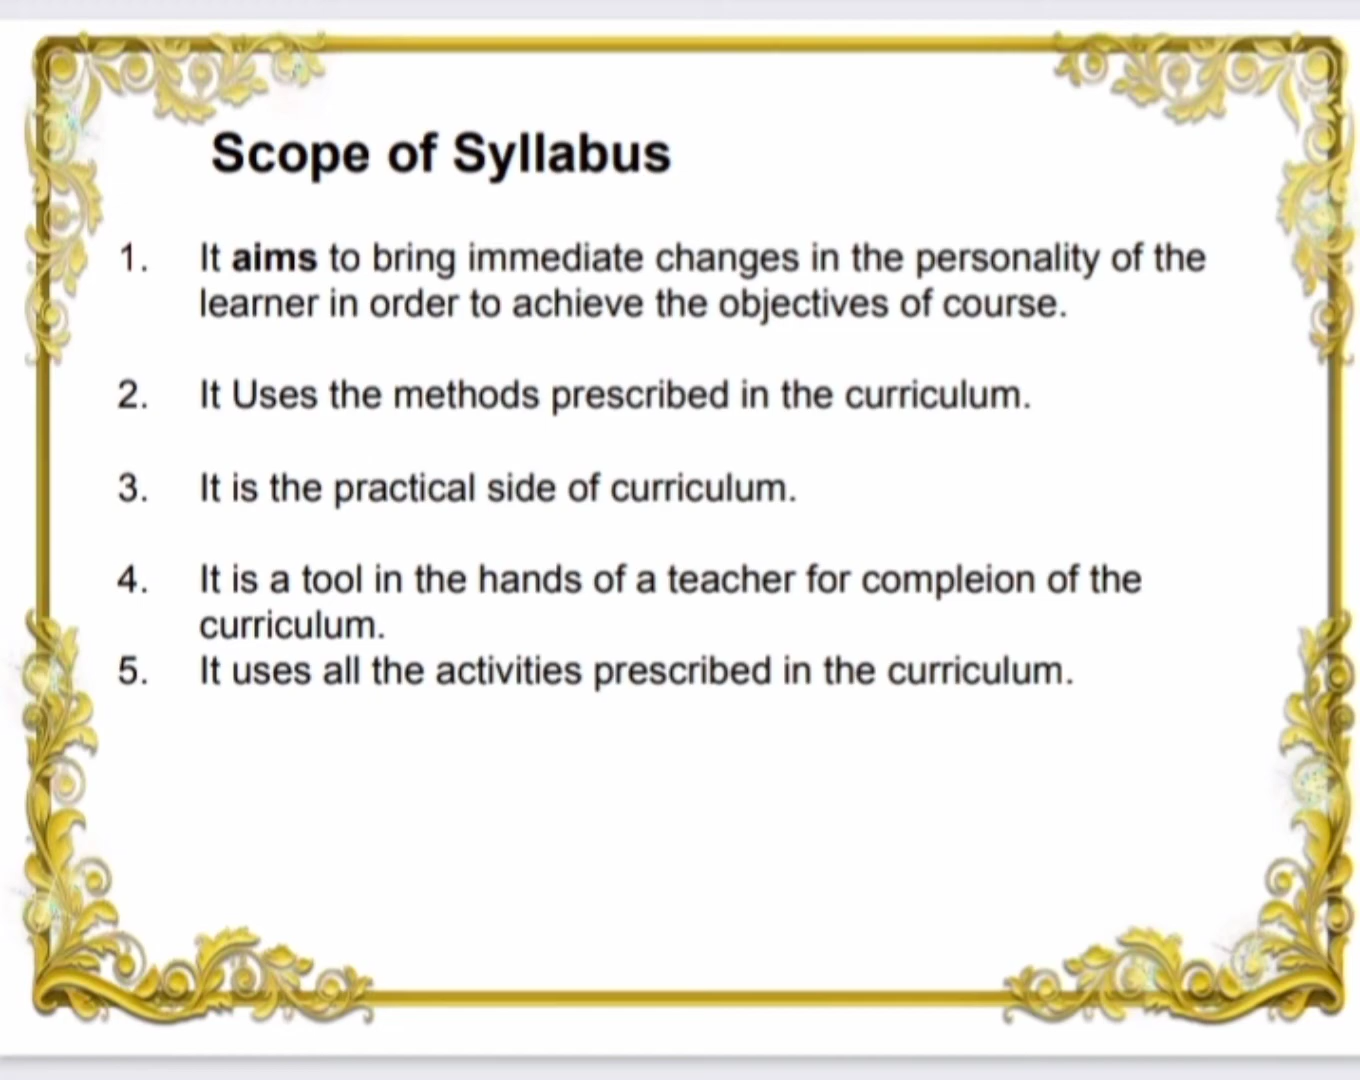 Scope of Syllabus
1. It aims to bring immediate changes in the personality of the
learner in order to achieve the objectives of course.
2. It Uses the methods prescribed in the curriculum.
3. It is the practical side of curriculum.
4. It is a tool in the hands of a teacher for compleion of the
curriculum.
5. It uses all the activities prescribed in the curriculum.